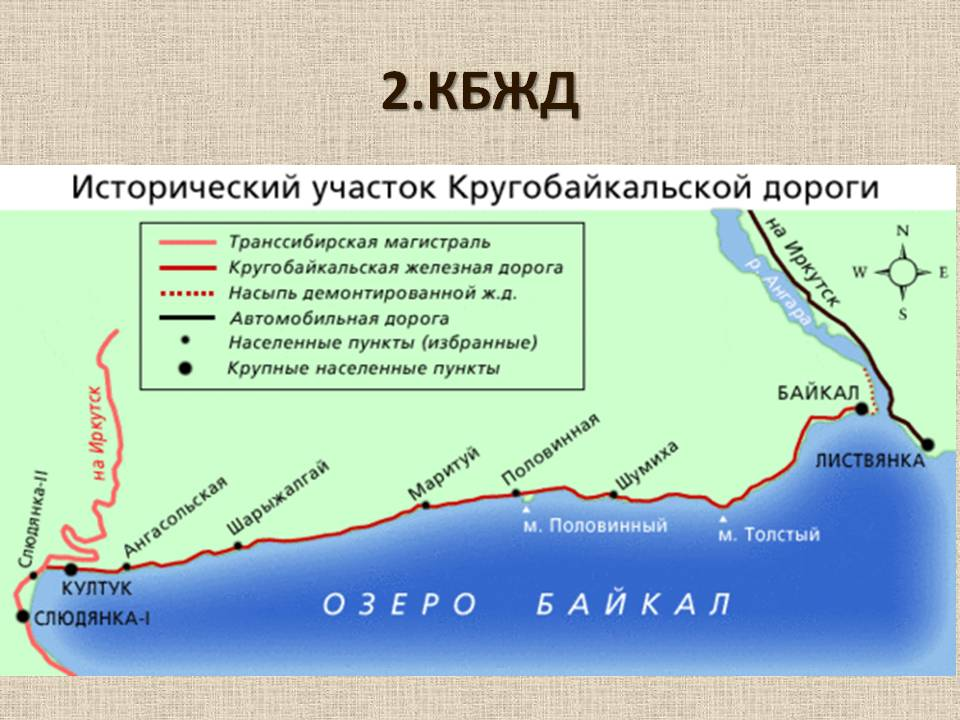 2.КБЖД
Исторический участок Кругобайкальской дороги
Транссибирская магистраль
Кругобайкальская железная дорога
Насыпь демонтированной ж.д.
Автомобильная дорога
Населенные пункты (избранные)
Крупные населенные пункты
на Иркутск
р. Ангара
N
W
E
S
на Иркутск
БАЙКАЛ
ЛИСТВЯНКА
Слюдянка-II
Ангасольская
Шарыжалгай
Маритуй
Половинная
Шумиха
м. Половинный
м. Толстый
КУЛТУК
СЛЮДЯНКА-I
ОЗЕРО БАЙКАЛ